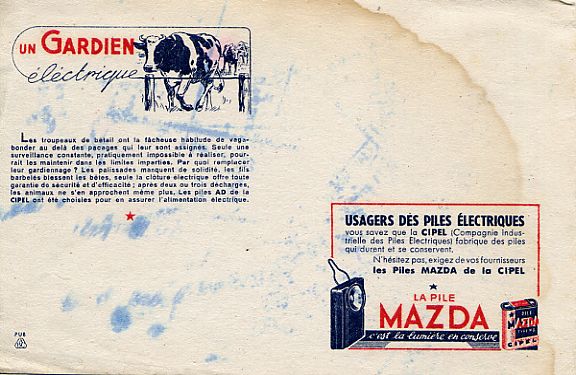 UN GARDIEN
électrique
Les troupeaux de bétail ont la fâcheuse habitude de vaga-
bonder au delà des pacages qui leur sont assignés. Seule une
surveillance constante, pratiquement impossible à réaliser, pour-
rait les maintenir dans les limites imparties. Par quoi remplacer
leur gardiennage ? Les palissades manquent de solidité, les fils
barbelés blessent les bêtes, seule la clôture électrique offre toute
garantie de sécurité et d'efficacité ; après deux ou trois décharges,
les animaux ne s'en approchent même plus. Les piles AD de la
CIPEL ont été choisies pour en assurer l'alimentation électrique.
USAGERS DES PILES ÉLECTRIQUES
vous savez que la CIPEL (Compagnie Indus-
trielle des Piles Electriques) fabrique des piles
qui durent et se conservent.
N'hésitez pas, exigez de vos fournisseurs
les Piles MAZDA de la CIPEL
LA PILE
MAZDA
c'est la lumière en conserve
PILE
MAZDA
CIPEL
PUB